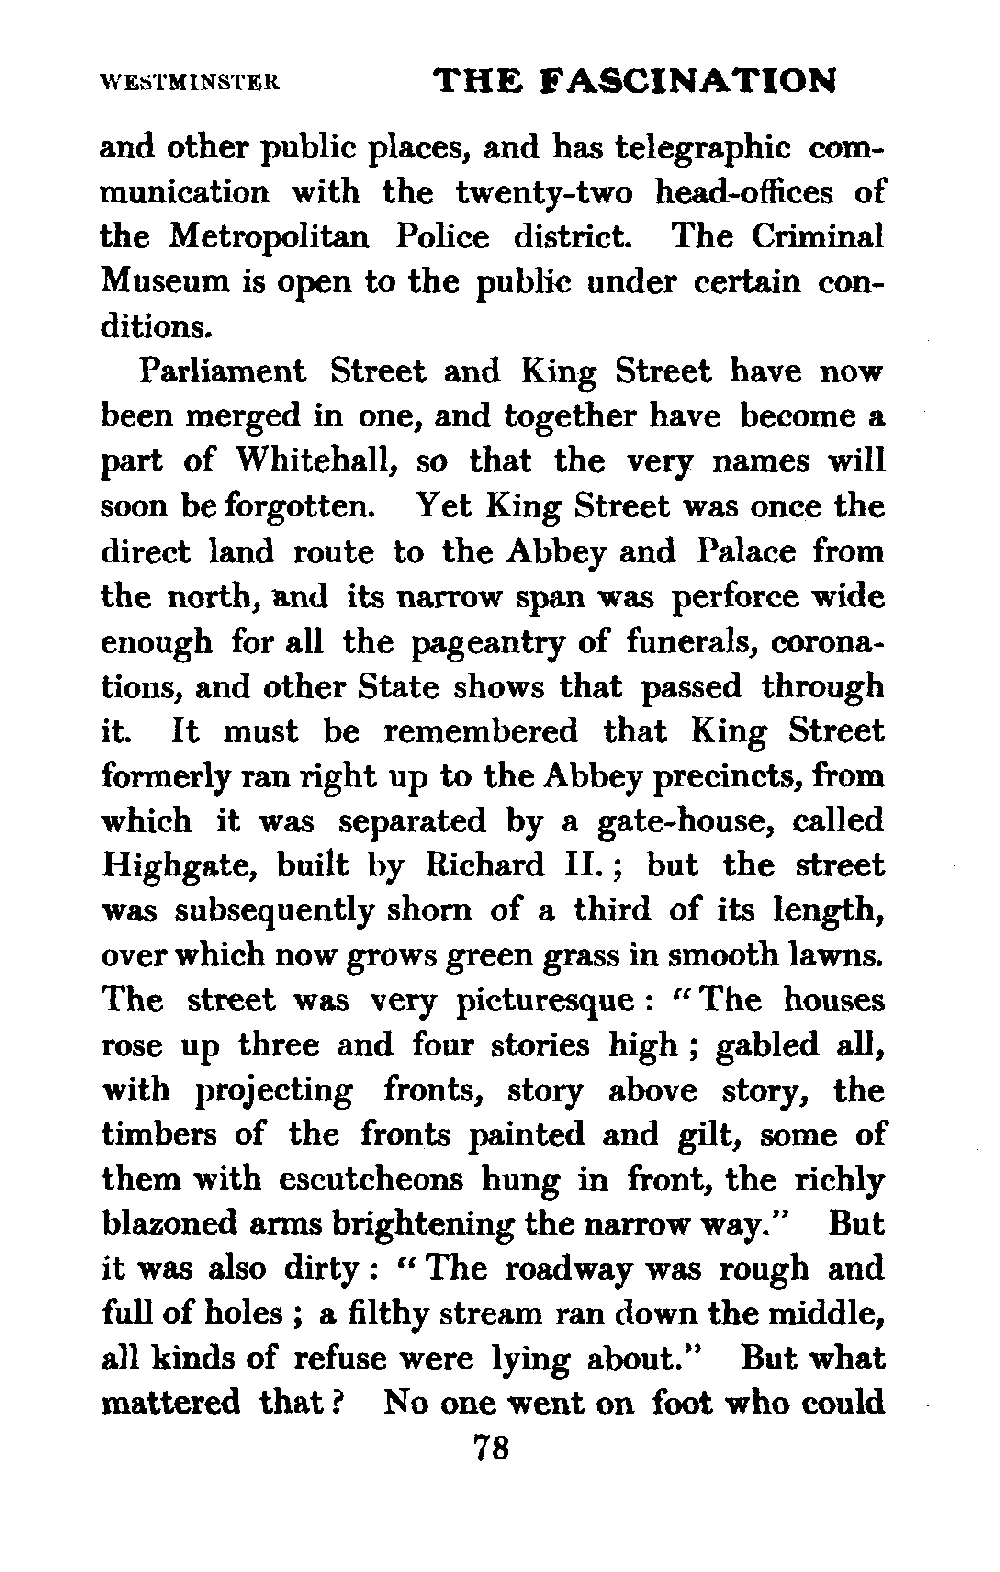 WESTMINSTER THE FASCINATION
and other public places, and has telegraphic com-
munication with the twenty-two head-offices of
the Metropolitan Police district. The Criminal
Museum is open to the public under certain con-
ditions.
Parliament Street and King Street have now
been merged in one, and together have become a
part of Whitehall, so that the very names will
soon be forgotten. Yet King Street was once the
direct land route to the Abbey and Palace from
the north, and its narrow span was perforce wide
enough for all the pageantry of funerals, corona-
tions, and other State shows that passed through
it. It must be remembered that King Street
formerly ran right up to the Abbey precincts, from
which it was separated by a gate-house, called
Highgate, built by Richard II. ; but the street
was subsequently shorn of a third of its length,
over which now grows green grass in smooth lawns.
The street was very picturesque : "The houses
rose up three and four stories high ; gabled all,
with projecting fronts, story above story, the
timbers of the fronts painted and gilt, some of
them with escutcheons hung in front, the richly
blazoned arms brightening the narrow way." But
it was also dirty : "The roadway was rough and
full of holes ; a filthy stream ran down the middle,
all kinds of refuse were lying about." But what
mattered that ? No one went on foot who could
78